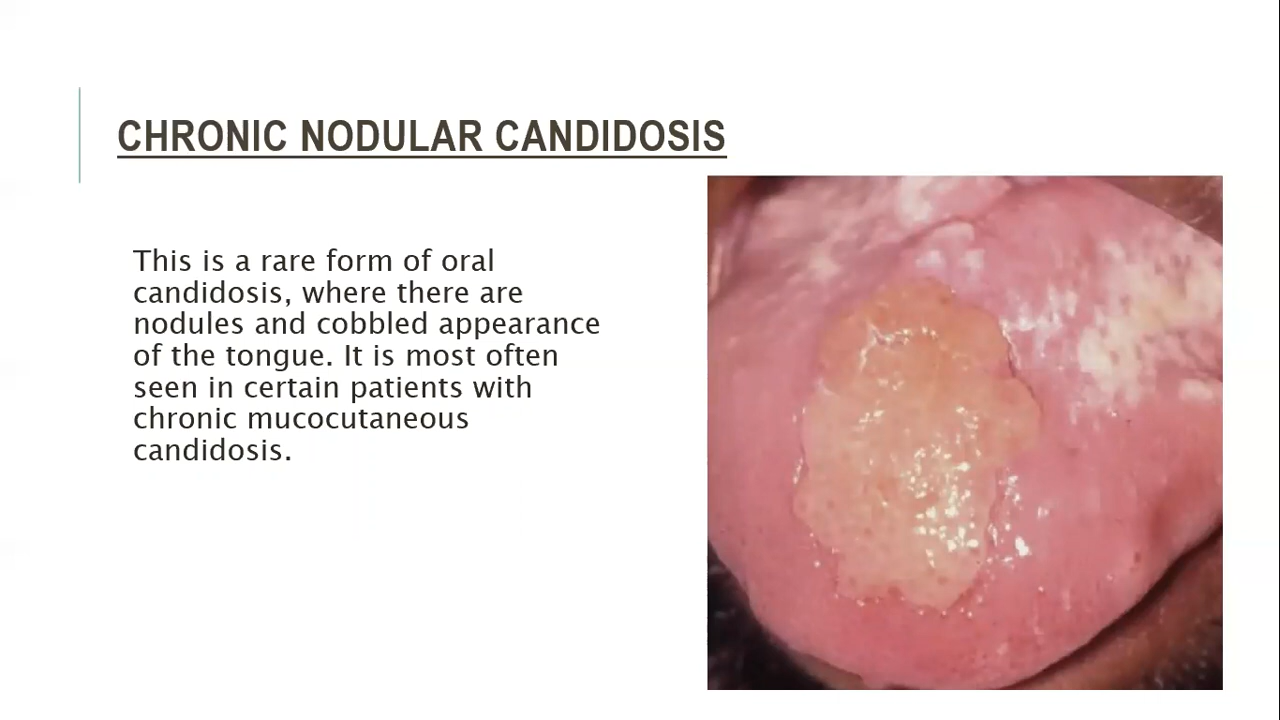 CHRONIC NODULAR CANDIDOSIS
This is a rare form of oral
candidosis, where there are
nodules and cobbled appearance
of the tongue. It is most often
seen in certain patients with
chronic mucocutaneous
candidosis.